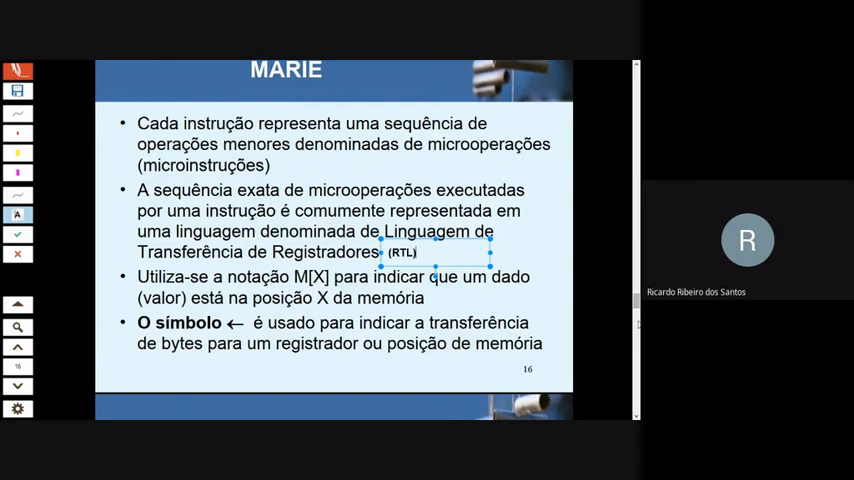 MARIE
• Cada instrução representa uma sequência de
operações menores denominadas de microoperações
(microinstruções)
• A sequência exata de microoperações executadas
por uma instrução é comumente representada em
uma linguagem denominada de Linguagem de
Transferência de Registradores (RTL)
• Utiliza-se a notação M[X] para indicar que um dado
(valor) está na posição X da memória
• O símbolo ← é usado para indicar a transferência
de bytes para um registrador ou posição de memória
16
A
16
R
Ricardo Ribeiro dos Santos